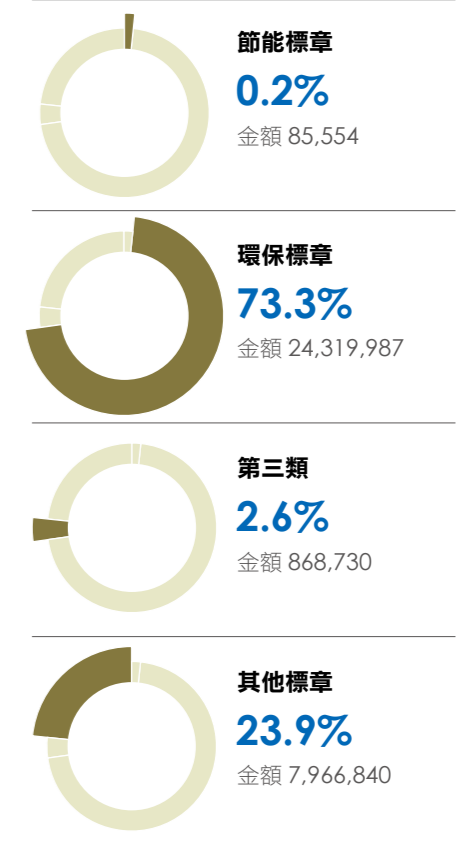 節能標章
0.2%
金額 85,554
環保標章
73.3%
金額 24,319,987
第三類
2.6%
金額 868,730
其他標章
23.9%
金額 7,966,840